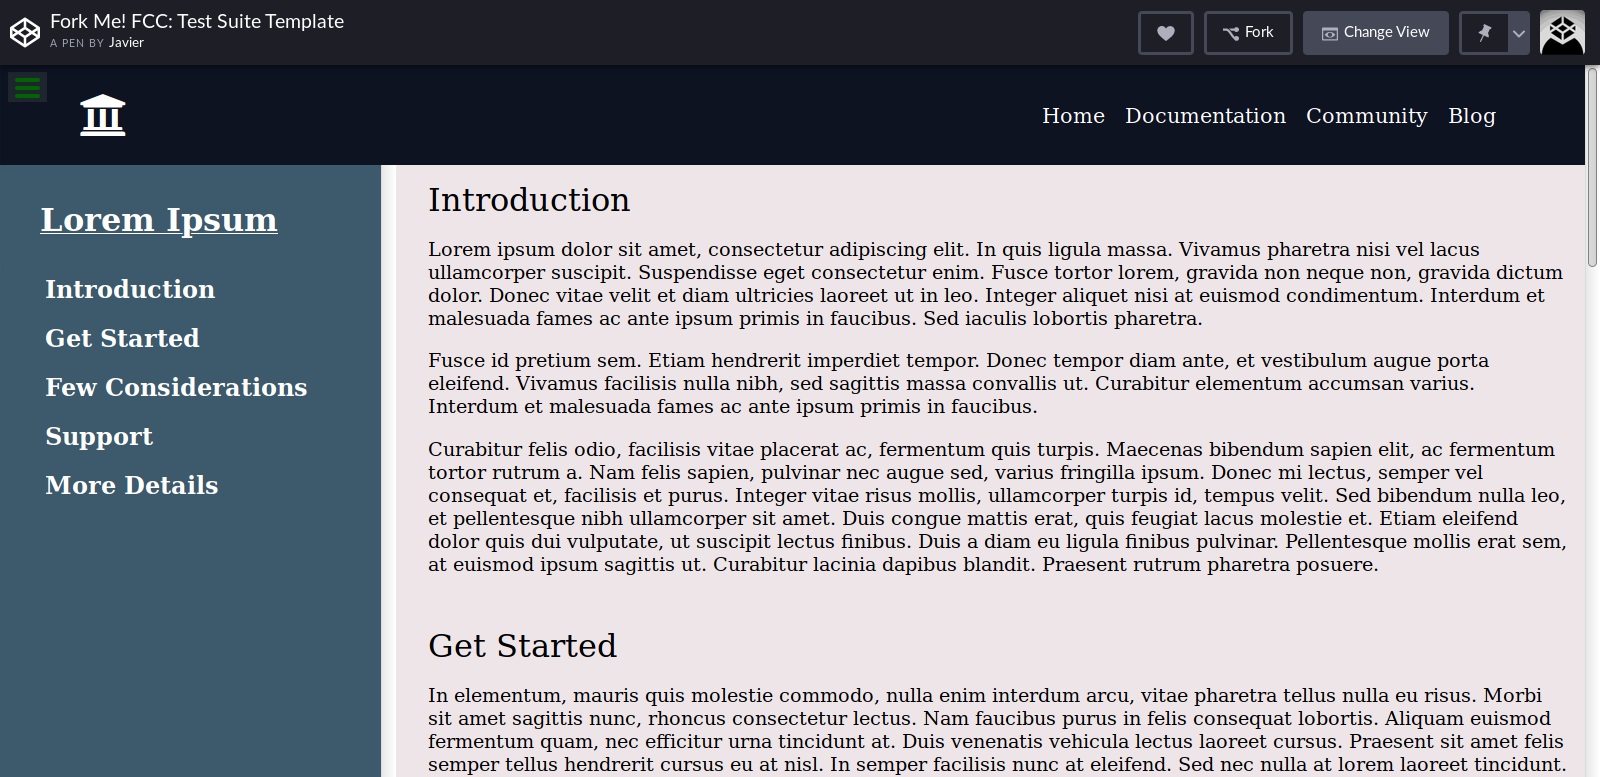 Fork Me! FCC: Test Suite Template
A PEN BY Javier
Fork
Change View
Home Documentation Community Blog
Lorem Ipsum
Introduction
Get Started
Few Considerations
Support
More Details
Introduction
Lorem ipsum dolor sit amet, consectetur adipiscing elit. In quis ligula massa. Vivamus pharetra nisi vel lacus
ullamcorper suscipit. Suspendisse eget consectetur enim. Fusce tortor lorem, gravida non neque non, gravida dictum
dolor. Donec vitae velit et diam ultricies laoreet ut in leo. Integer aliquet nisi at euismod condimentum. Interdum et
malesuada fames ac ante ipsum primis in faucibus. Sed iaculis lobortis pharetra.
Fusce id pretium sem. Etiam hendrerit imperdiet tempor. Donec tempor diam ante, et vestibulum augue porta
eleifend. Vivamus facilisis nulla nibh, sed sagittis massa convallis ut. Curabitur elementum accumsan varius.
Interdum et malesuada fames ac ante ipsum primis in faucibus.
Curabitur felis odio, facilisis vitae placerat ac, fermentum quis turpis. Maecenas bibendum sapien elit, ac fermentum
tortor rutrum a. Nam felis sapien, pulvinar nec augue sed, varius fringilla ipsum. Donec mi lectus, semper vel
consequat et, facilisis et purus. Integer vitae risus mollis, ullamcorper turpis id, tempus velit. Sed bibendum nulla leo,
et pellentesque nibh ullamcorper sit amet. Duis congue mattis erat, quis feugiat lacus molestie et. Etiam eleifend
dolor quis dui vulputate, ut suscipit lectus finibus. Duis a diam eu ligula finibus pulvinar. Pellentesque mollis erat sem,
at euismod ipsum sagittis ut. Curabitur lacinia dapibus blandit. Praesent rutrum pharetra posuere.
Get Started
In elementum, mauris quis molestie commodo, nulla enim interdum arcu, vitae pharetra tellus nulla eu risus. Morbi
sit amet sagittis nunc, rhoncus consectetur lectus. Nam faucibus purus in felis consequat lobortis. Aliquam euismod
fermentum quam, nec efficitur urna tincidunt at. Duis venenatis vehicula lectus laoreet cursus. Praesent sit amet felis
semper tellus hendrerit cursus eu at nisl. In semper facilisis nunc at eleifend. Sed nec nulla at lorem laoreet tincidunt.